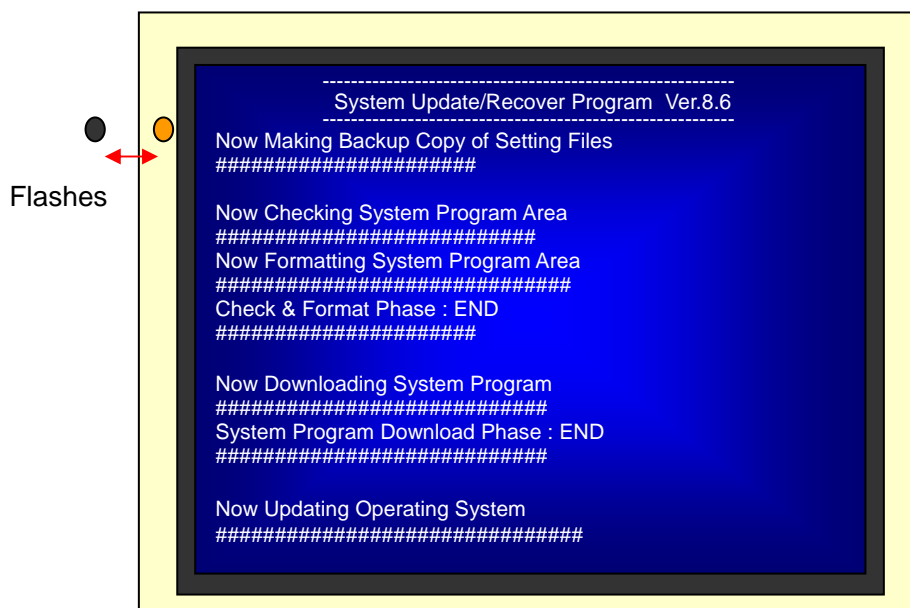 --------------------------------------------------------
System Update/Recover Program  Ver.8.6
--------------------------------------------------------
Now Making Backup Copy of Setting Files
######################
Flashes
Now Checking System Program Area
###########################
Now Formatting System Program Area
##############################
Check & Format Phase : END
######################
Now Downloading System Program
############################
System Program Download Phase : END
############################
Now Updating Operating System
###############################